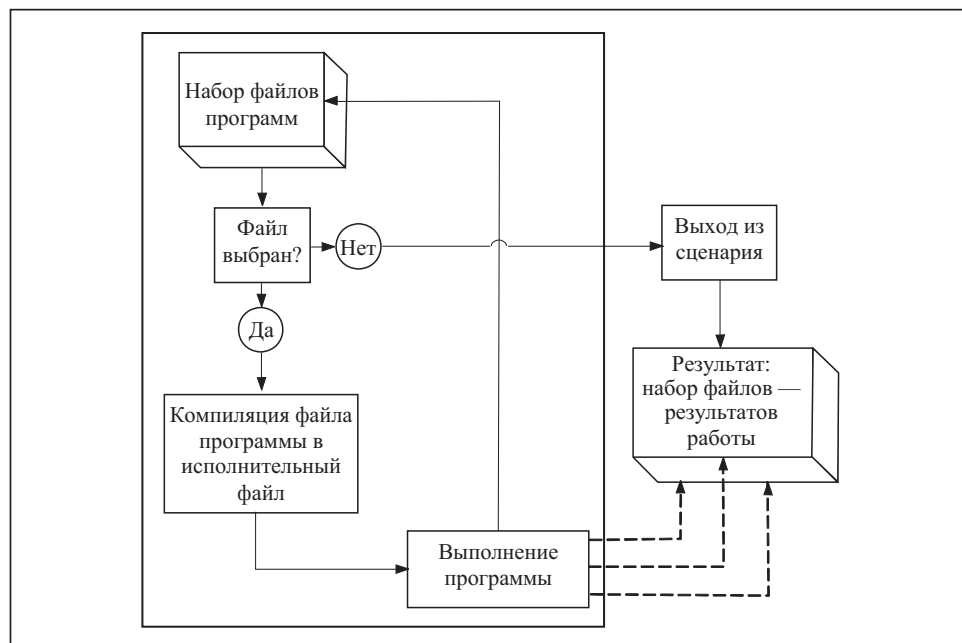 Набор файлов
программ
Файл
выбран?
Нет
Выход из
сценария
Да
Результат:
набор файлов —
результатов
работы
Компиляция файла
программы в
исполнительный
файл
Выполнение
программы